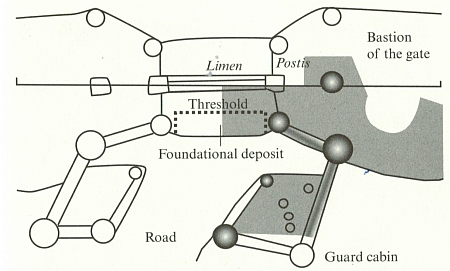 Bastion
of the gate
Limen
Postis
Threshold
Foundational deposit
Road
Guard cabin